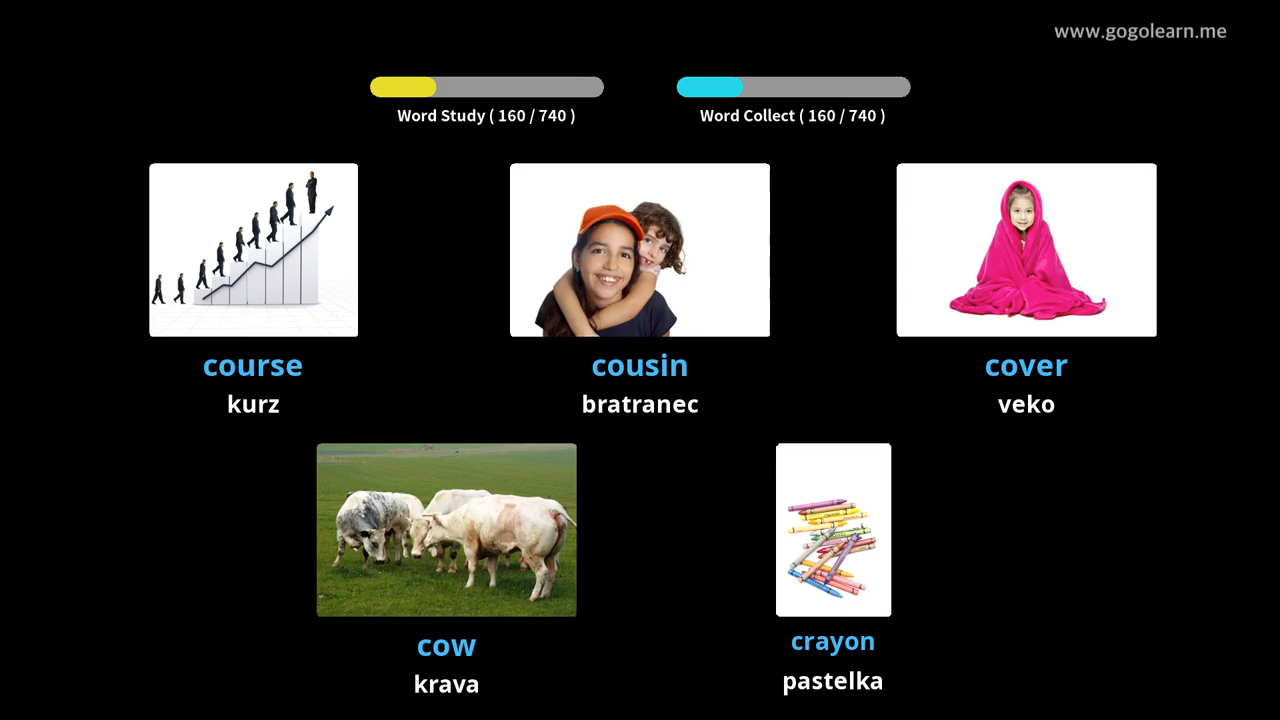 www.gogolearn.me
Word Study ( 160 / 740 )
Word Collect ( 160 / 740 )
course
kurz
cousin
bratranec
cover
veko
cow
krava
crayon
pastelka